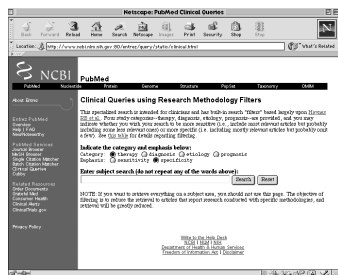 Netscape: PubMed Clinical Queries
Back Forward Reload Home Search Netscape Images Print Security Shop Stop
Location: http://www.ncbi.nlm.nih.gov:80/entrez/query/static/clinical.html What's Related
NCBI PubMed
PubMed Nucleotide Protein Genome Structure PopSet Taxonomy OMIM
About Entrez
Entrez PubMed
Overview
Help | FAQ
New/Noteworthy
PubMed Services
Journal Browser
MeSH Browser
Single Citation Matcher
Batch Citation Matcher
Clinical Queries
Cubby
Related Resources
Order Documents
Grateful Med
Consumer Health
Clinical Alerts
ClinicalTrials.gov
Privacy Policy
Clinical Queries using Research Methodology Filters
This specialized search is intended for clinicians and has built-in search "filters" based largely upon Haynes
RB et al. Four study categories--therapy, diagnosis, etiology, prognosis--are provided, and you may
indicate whether you wish your search to be more sensitive (i.e., include most relevant articles but probably
including some less relevant ones) or more specific (i.e. including mostly relevant articles but probably omit
a few). See this table for details regarding filtering.
Indicate the category and emphasis below:
Category: therapy diagnosis etiology prognosis
Emphasis: sensitivity specificity
Enter subject search (do not repeat any of the words above):
Search Reset
NOTE: If you want to retrieve everything on a subject area, you should not use this page. The objective of
filtering is to reduce the retrieval to articles that report research conducted with specific methodologies, and
retrieval will be greatly reduced.
Write to the Help Desk
NCBI | NLM | NIH
Department of Health & Human Services
Freedom of Information Act | Disclaimer